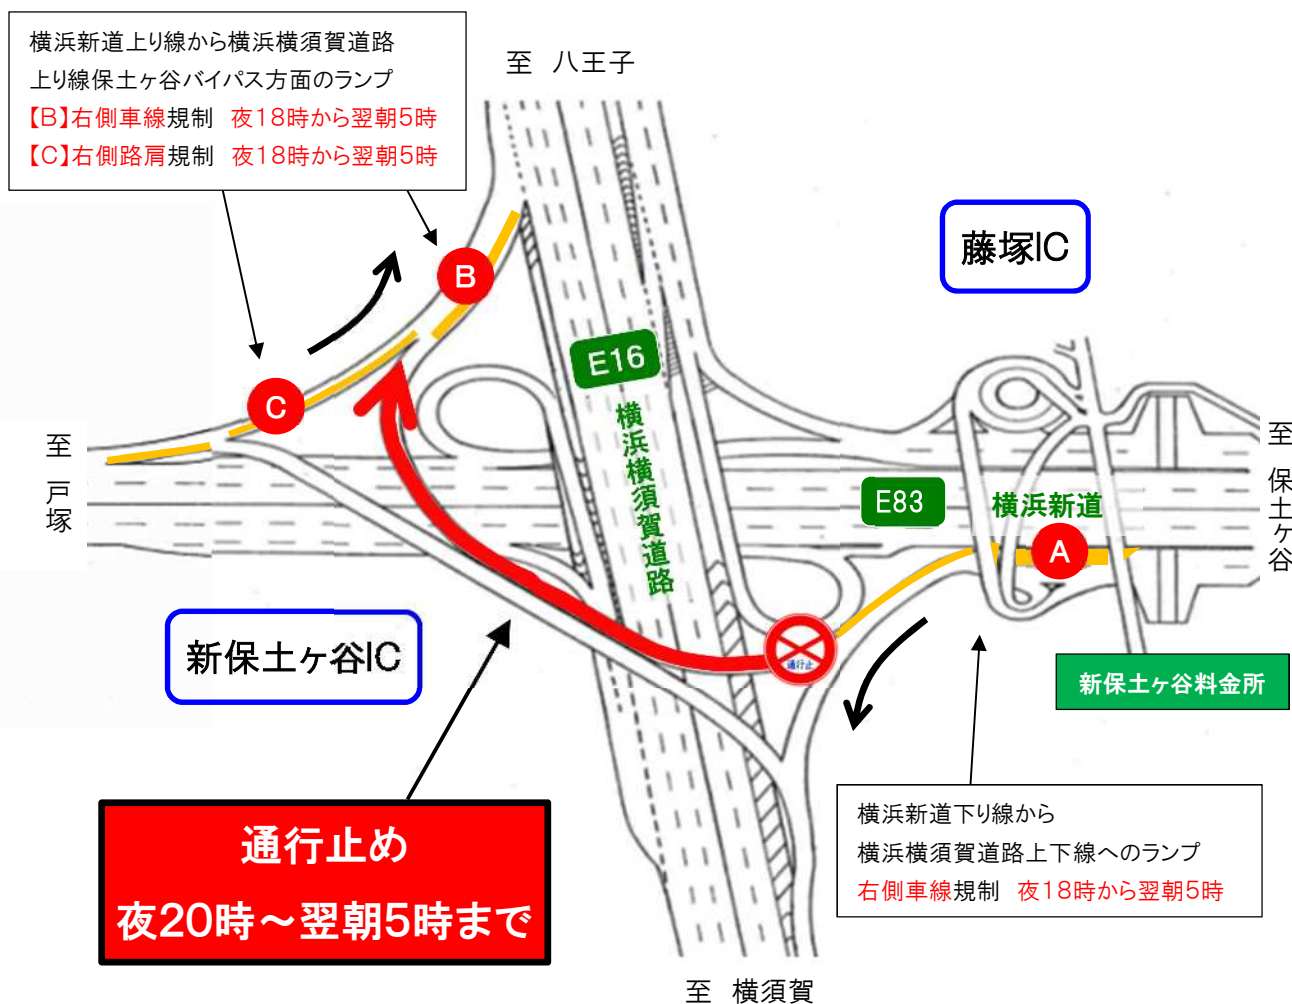 横浜新道上り線から横浜横須賀道路
上り線保土ヶ谷バイパス方面のランプ
【B】右側車線規制　夜18時から翌朝5時
【C】右側路肩規制　夜18時から翌朝5時
至 八王子
藤塚IC
B
E16
C
横浜横須賀道路
至 戸塚
至 保土ヶ谷
E83
横浜新道
A
新保土ヶ谷IC
通行止
新保土ヶ谷料金所
通行止め
夜20時～翌朝5時まで
横浜新道下り線から
横浜横須賀道路上下線へのランプ
右側車線規制　夜18時から翌朝5時
至 横須賀